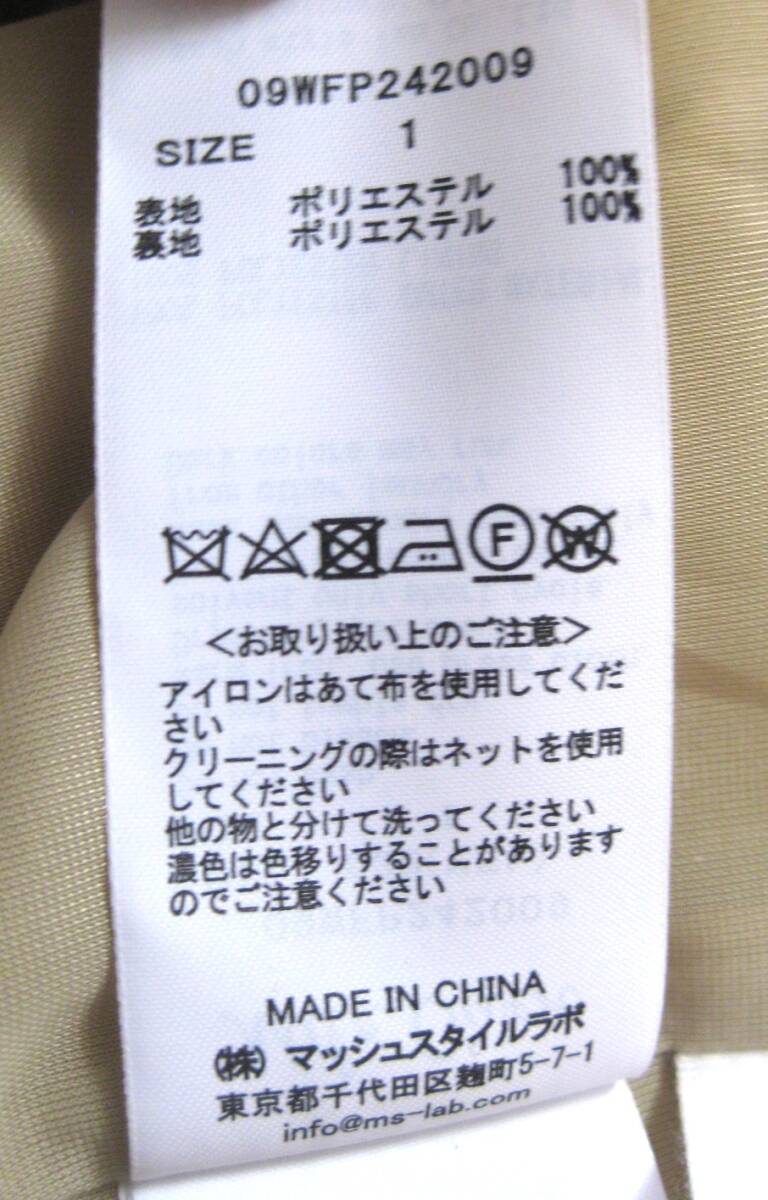 09WFP242009
SIZE 1
表地 ポリエステル 100%
裏地 ポリエステル 100%
F W
＜お取り扱い上のご注意＞
アイロンはあて布を使用してくだ
さい
クリーニングの際はネットを使用
してください
他の物と分けて洗ってください
濃色は色移りすることがあります
のでご注意ください
MADE IN CHINA
㈱ マッシュスタイルラボ
東京都千代田区麹町5-7-1
info@ms-lab.com